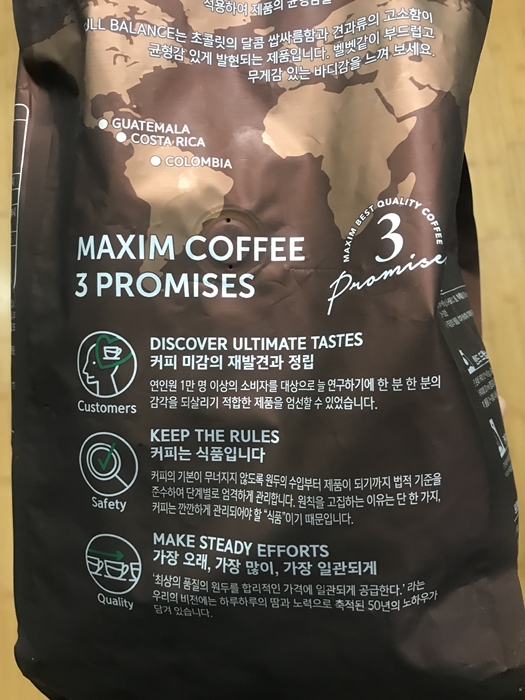 적용하여 제품의 균형감을
ULL BALANCE는 초콜릿의 달콤 쌉싸름함과 견과류의 고소함이
균형감 있게 발현되는 제품입니다. 벨벳같이 부드럽고
무게감 있는 바디감을 느껴 보세요.
GUATEMALA
COSTA RICA
COLOMBIA
MAXIM COFFEE
3 PROMISES
MAXIM BEST QUALITY COFFEE
3
Promise
DISCOVER ULTIMATE TASTES
커피 미감의 재발견과 정립
연인원 1만 명 이상의 소비자를 대상으로 늘 연구하기에 한 분 한 분의
감각을 되살리기 적합한 제품을 엄선할 수 있었습니다.
Customers
KEEP THE RULES
커피는 식품입니다
커피의 기본이 무너지지 않도록 원두의 수입부터 제품이 되기까지 법적 기준을
준수하여 단계별로 엄격하게 관리합니다. 원칙을 고집하는 이유는 단 한 가지,
커피는 깐깐하게 관리되어야 할 “식품”이기 때문입니다.
Safety
MAKE STEADY EFFORTS
가장 오래, 가장 많이, 가장 일관되게
'최상의 품질의 원두를 합리적인 가격에 일관되게 공급한다.' 라는
우리의 비전에는 하루하루의 땀과 노력으로 축적된 50년의 노하우가
담겨 있습니다.
Quality